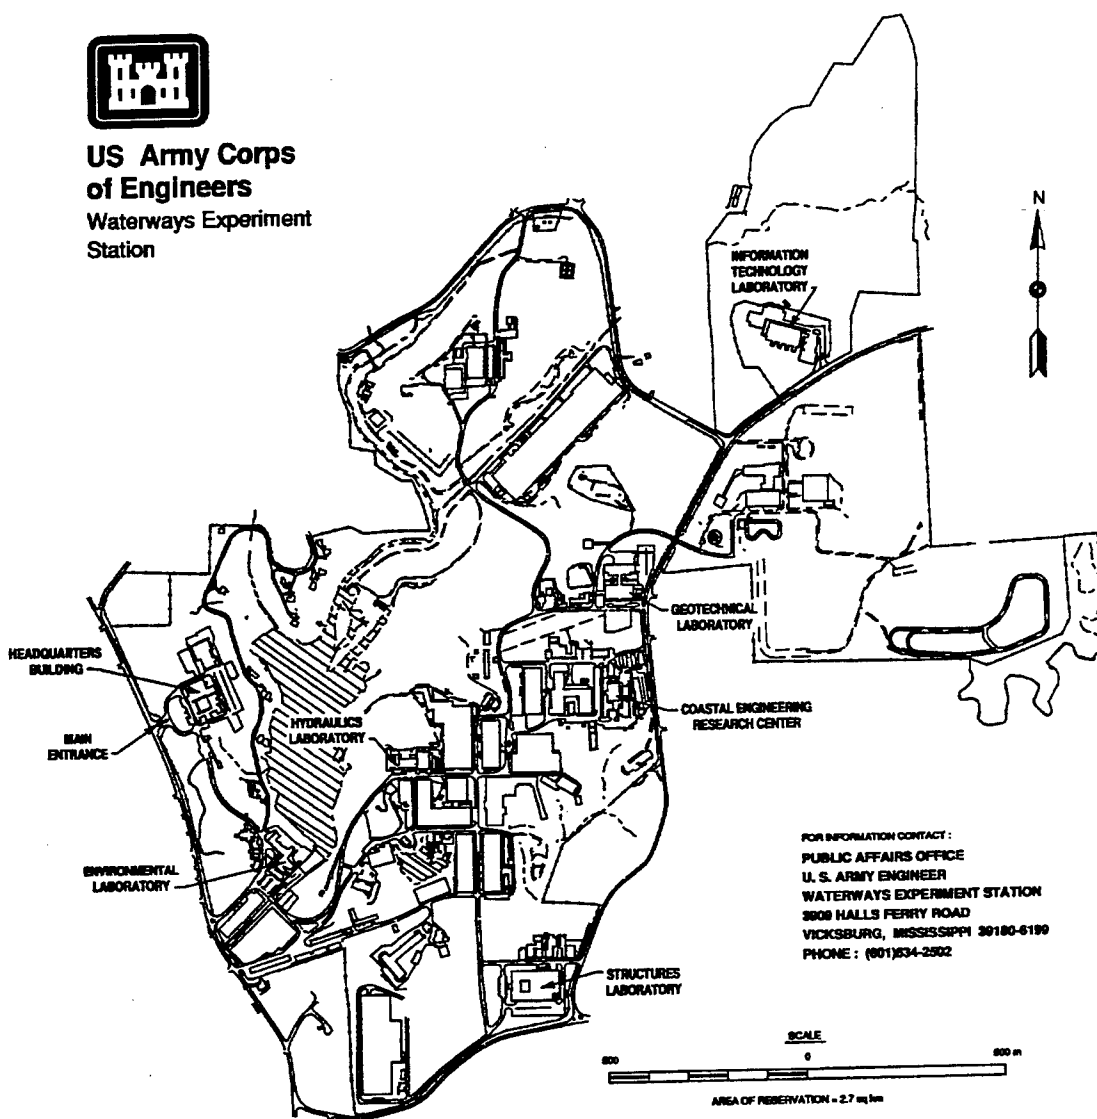 US Army Corps
of Engineers
Waterways Experiment
Station
N
INFORMATION
TECHNOLOGY
LABORATORY
GEOTECHNICAL
LABORATORY
HEADQUARTERS
BUILDING
HYDRAULICS
LABORATORY
COASTAL ENGINEERING
RESEARCH CENTER
MAIN
ENTRANCE
ENVIRONMENTAL
LABORATORY
FOR INFORMATION CONTACT :
PUBLIC AFFAIRS OFFICE
U. S. ARMY ENGINEER
WATERWAYS EXPERIMENT STATION
3909 HALLS FERRY ROAD
VICKSBURG, MISSISSIPPI 39180-6199
PHONE : (601)634-2502
STRUCTURES
LABORATORY
SCALE
0
AREA OF RESERVATION = 2.7 sq km